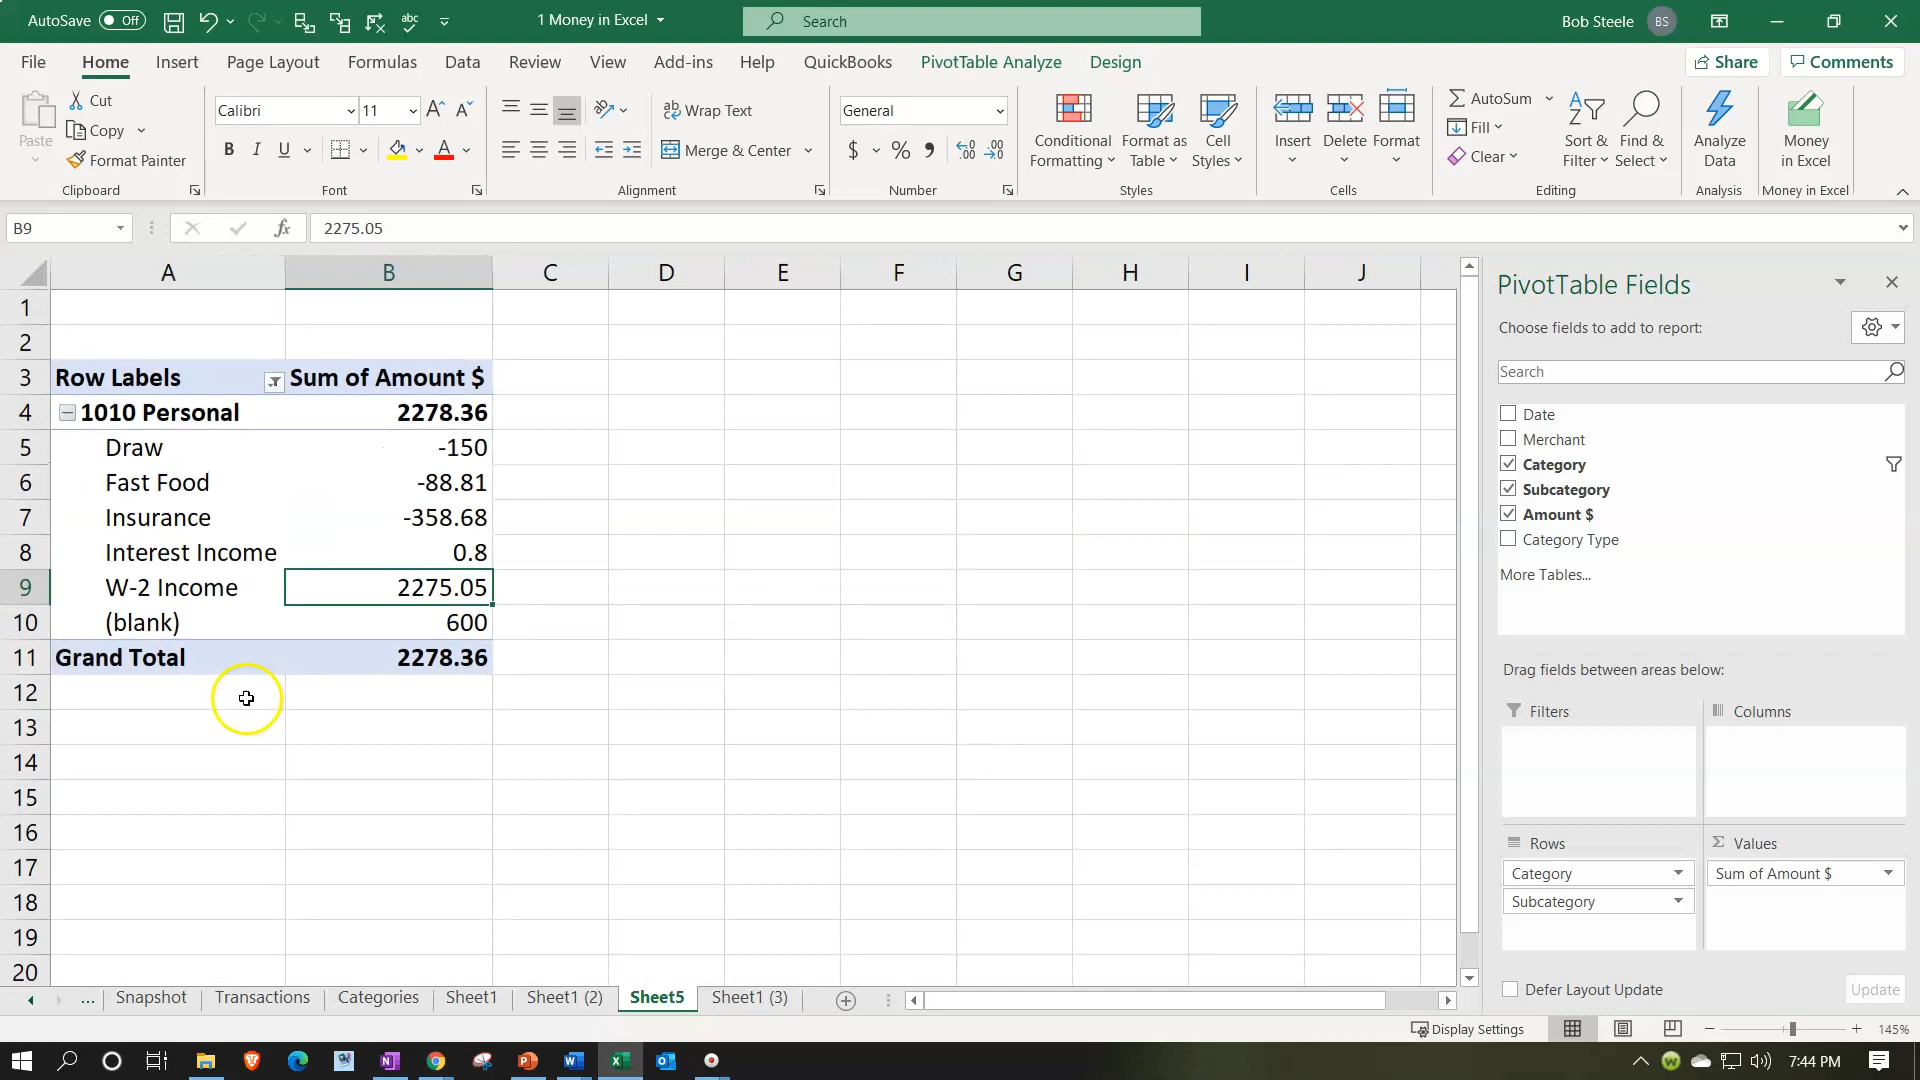 AutoSave Off abc 1 Money in Excel Search Bob Steele BS
File Home Insert Page Layout Formulas Data Review View Add-ins Help QuickBooks PivotTable Analyze Design Share Comments
Paste
Cut
Copy
Format Painter
Clipboard
Calibri 11 A A
B I U A
Font
ab Wrap Text
Merge & Center
Alignment
General
$ % 9 .00
Number
Conditional Formatting
Format as Table
Cell Styles
Styles
Insert Delete Format
Cells
AutoSum
Fill
Clear
Sort & Filter
Find & Select
Editing
Analyze Data
Analysis
Money in Excel
Money in Excel
B9 fx 2275.05
A B C D E F G H I J
1
2
3 Row Labels Sum of Amount $
4 1010 Personal 2278.36
5 Draw -150
6 Fast Food -88.81
7 Insurance -358.68
8 Interest Income 0.8
9 W-2 Income 2275.05
10 (blank) 600
11 Grand Total 2278.36
12
13
14
15
16
17
18
19
20
PivotTable Fields
Choose fields to add to report:
Search
Date
Merchant
Category
Subcategory
Amount $
Category Type
More Tables...
Drag fields between areas below:
Filters
Columns
Rows
Category
Subcategory
Σ Values
Sum of Amount $
Defer Layout Update Update
... Snapshot Transactions Categories Sheet1 Sheet1 (2) Sheet5 Sheet1 (3)
Display Settings 145%
7:44 PM